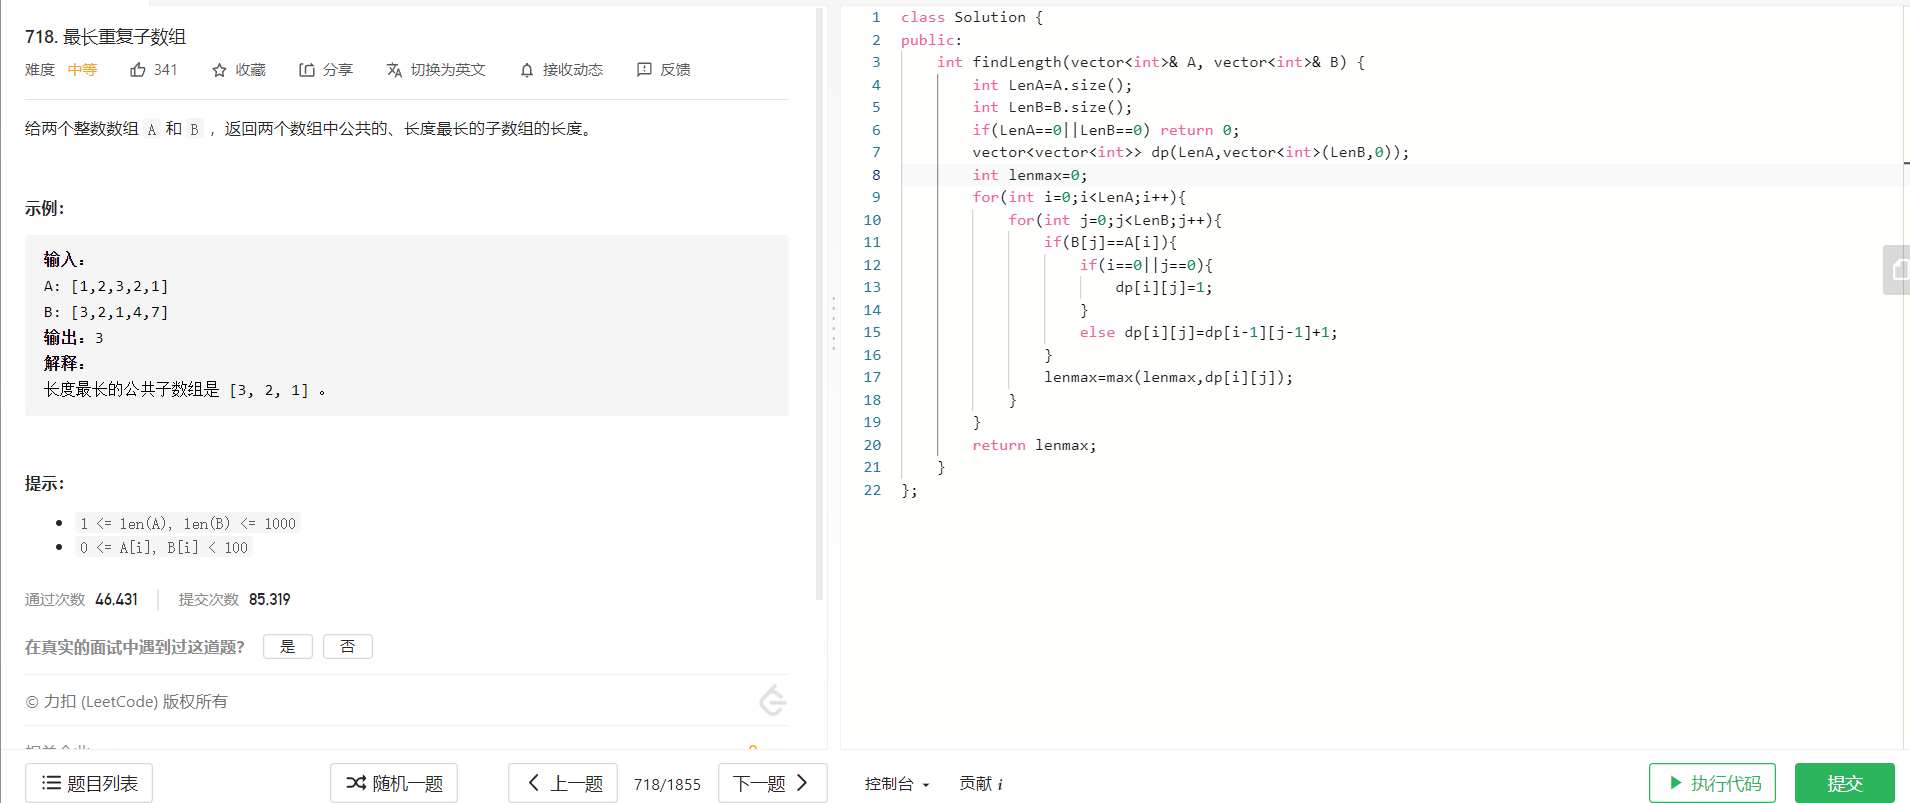 718. 最长重复子数组
难度 中等 341 收藏 分享 切换为英文 接收动态 反馈
给两个整数数组 A 和 B ，返回两个数组中公共的、长度最长的子数组的长度。
示例：
输入：
A: [1,2,3,2,1]
B: [3,2,1,4,7]
输出：3
解释：
长度最长的公共子数组是 [3, 2, 1] 。
提示：
1 <= len(A), len(B) <= 1000
0 <= A[i], B[i] < 100
通过次数 46,431 提交次数 85,319
在真实的面试中遇到过这道题？ 是 否
© 力扣 (LeetCode) 版权所有
题目列表 随机一题 上一题 718/1855 下一题
1 class Solution {
2 public:
3 int findLength(vector<int>& A, vector<int>& B) {
4 int LenA=A.size();
5 int LenB=B.size();
6 if(LenA==0||LenB==0) return 0;
7 vector<vector<int>> dp(LenA,vector<int>(LenB,0));
8 int lenmax=0;
9 for(int i=0;i<LenA;i++){
10 for(int j=0;j<LenB;j++){
11 if(B[j]==A[i]){
12 if(i==0||j==0){
13 dp[i][j]=1;
14 }
15 else dp[i][j]=dp[i-1][j-1]+1;
16 }
17 lenmax=max(lenmax,dp[i][j]);
18 }
19 }
20 return lenmax;
21 }
22 };
控制台 贡献 i 执行代码 提交